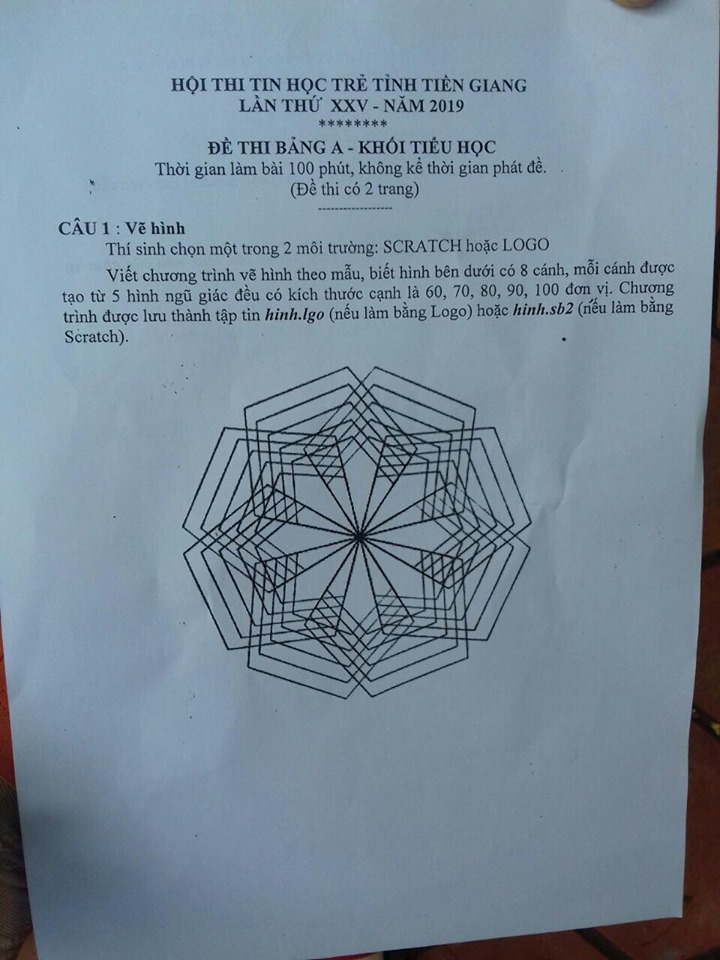 HỘI THI TIN HỌC TRẺ TỈNH TIỀN GIANG
LẦN THỨ XXV - NĂM 2019
********
ĐỀ THI BẢNG A - KHỐI TIỂU HỌC
Thời gian làm bài 100 phút, không kể thời gian phát đề.
(Đề thi có 2 trang)
------------------
CÂU 1 : Vẽ hình
Thí sinh chọn một trong 2 môi trường: SCRATCH hoặc LOGO
Viết chương trình vẽ hình theo mẫu, biết hình bên dưới có 8 cánh, mỗi cánh được
tạo từ 5 hình ngũ giác đều có kích thước cạnh là 60, 70, 80, 90, 100 đơn vị. Chương
trình được lưu thành tập tin hinh.lgo (nếu làm bằng Logo) hoặc hinh.sb2 (nếu làm bằng
Scratch).